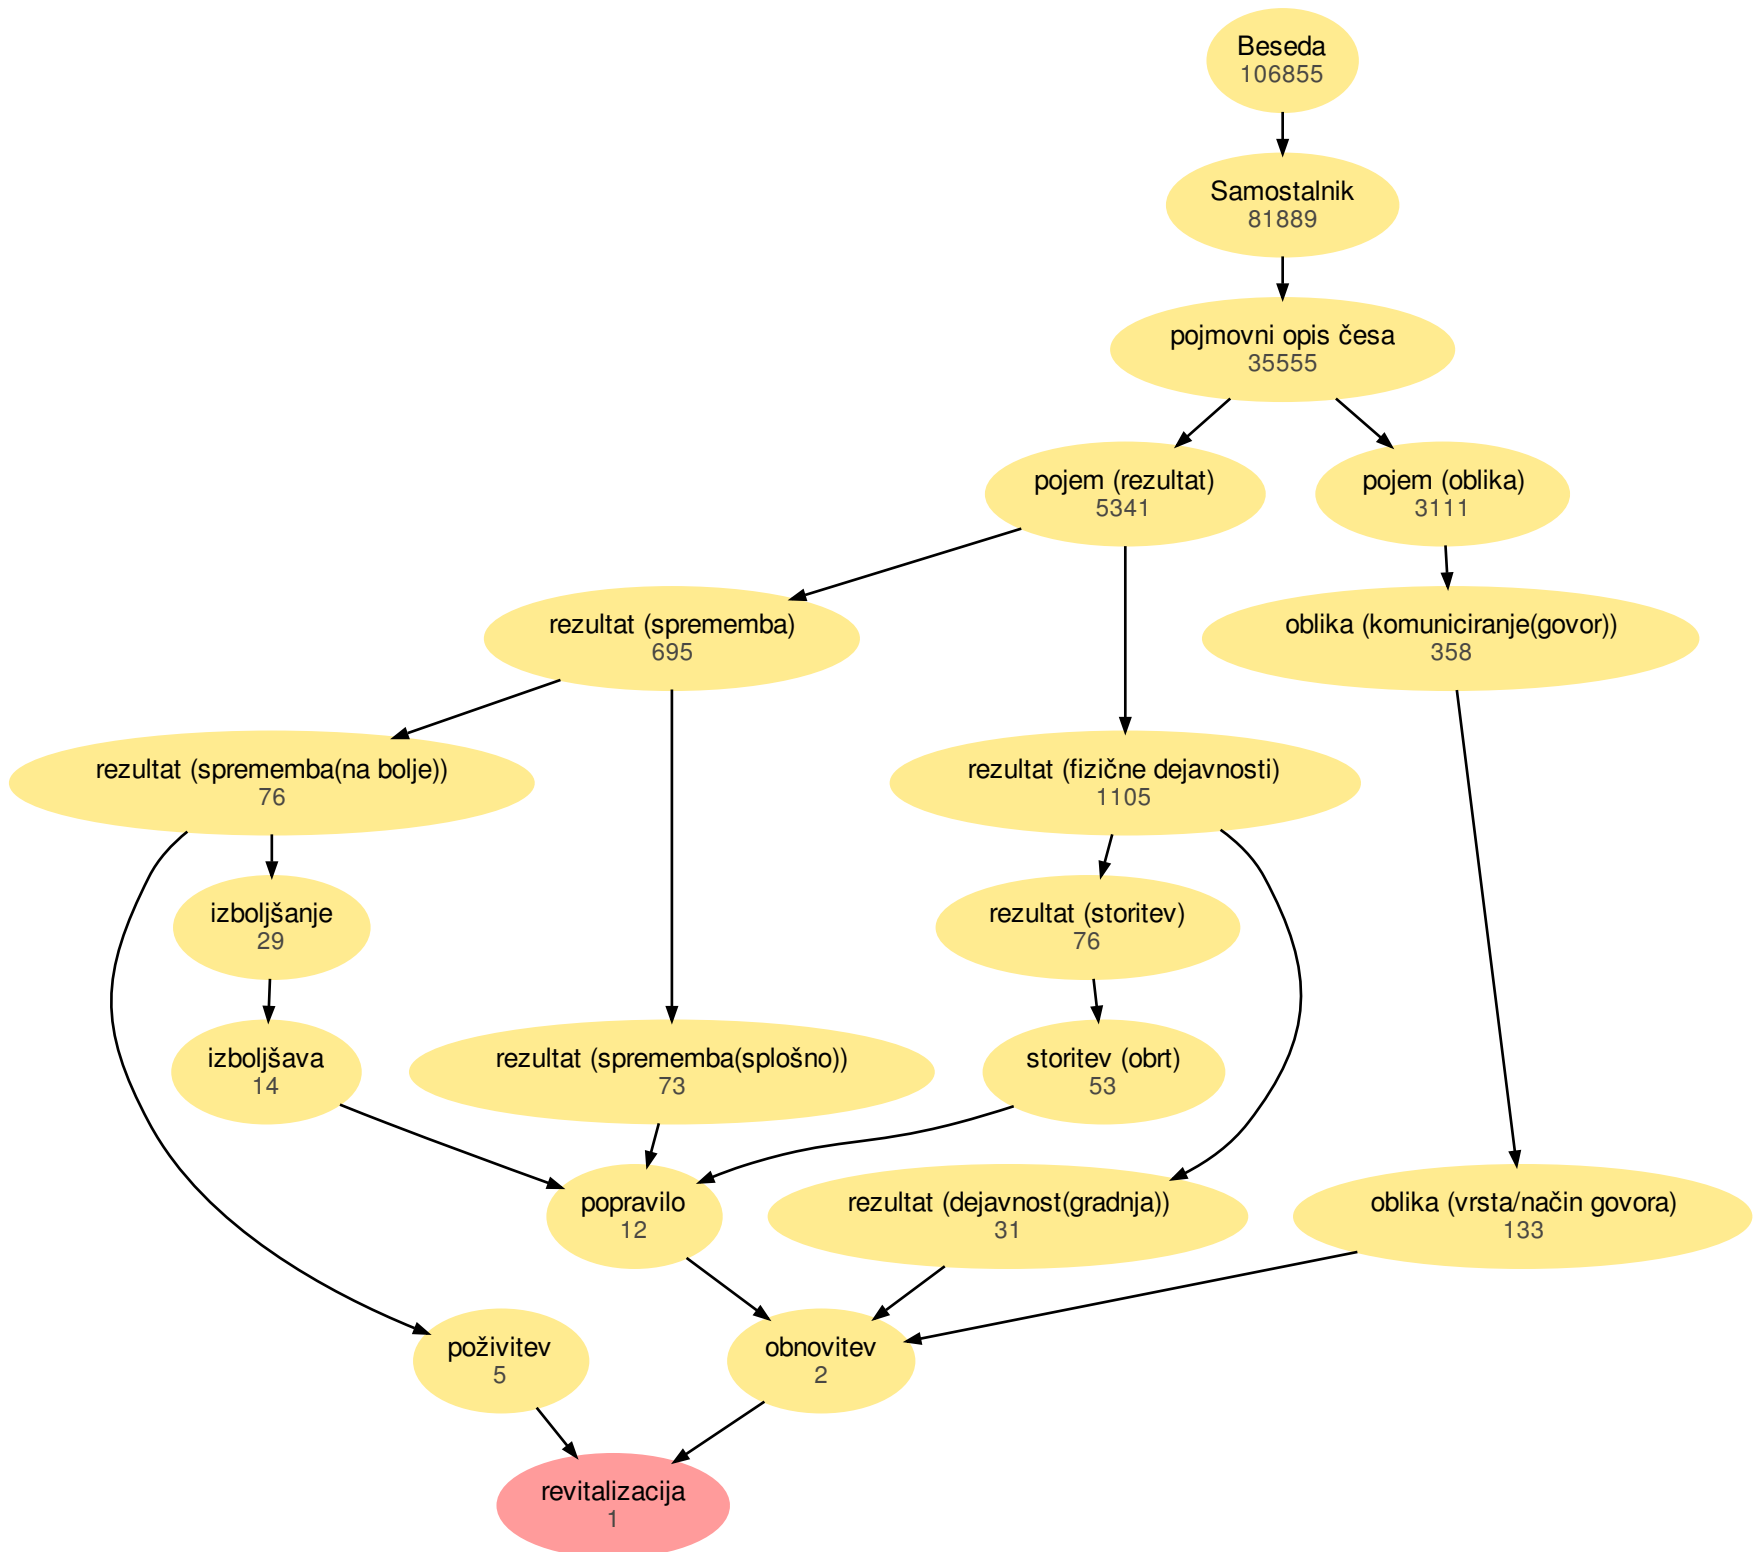 Beseda
106855
Samostalnik
81889
pojmovni opis česa
35555
pojem (rezultat)
5341
pojem (oblika)
3111
rezultat (sprememba)
695
oblika (komuniciranje(govor))
358
rezultat (sprememba(na bolje))
76
rezultat (fizične dejavnosti)
1105
izboljšanje
29
rezultat (storitev)
76
izboljšava
14
rezultat (sprememba(splošno))
73
storitev (obrt)
53
popravilo
12
rezultat (dejavnost(gradnja))
31
oblika (vrsta/način govora)
133
poživitev
5
obnovitev
2
revitalizacija
1